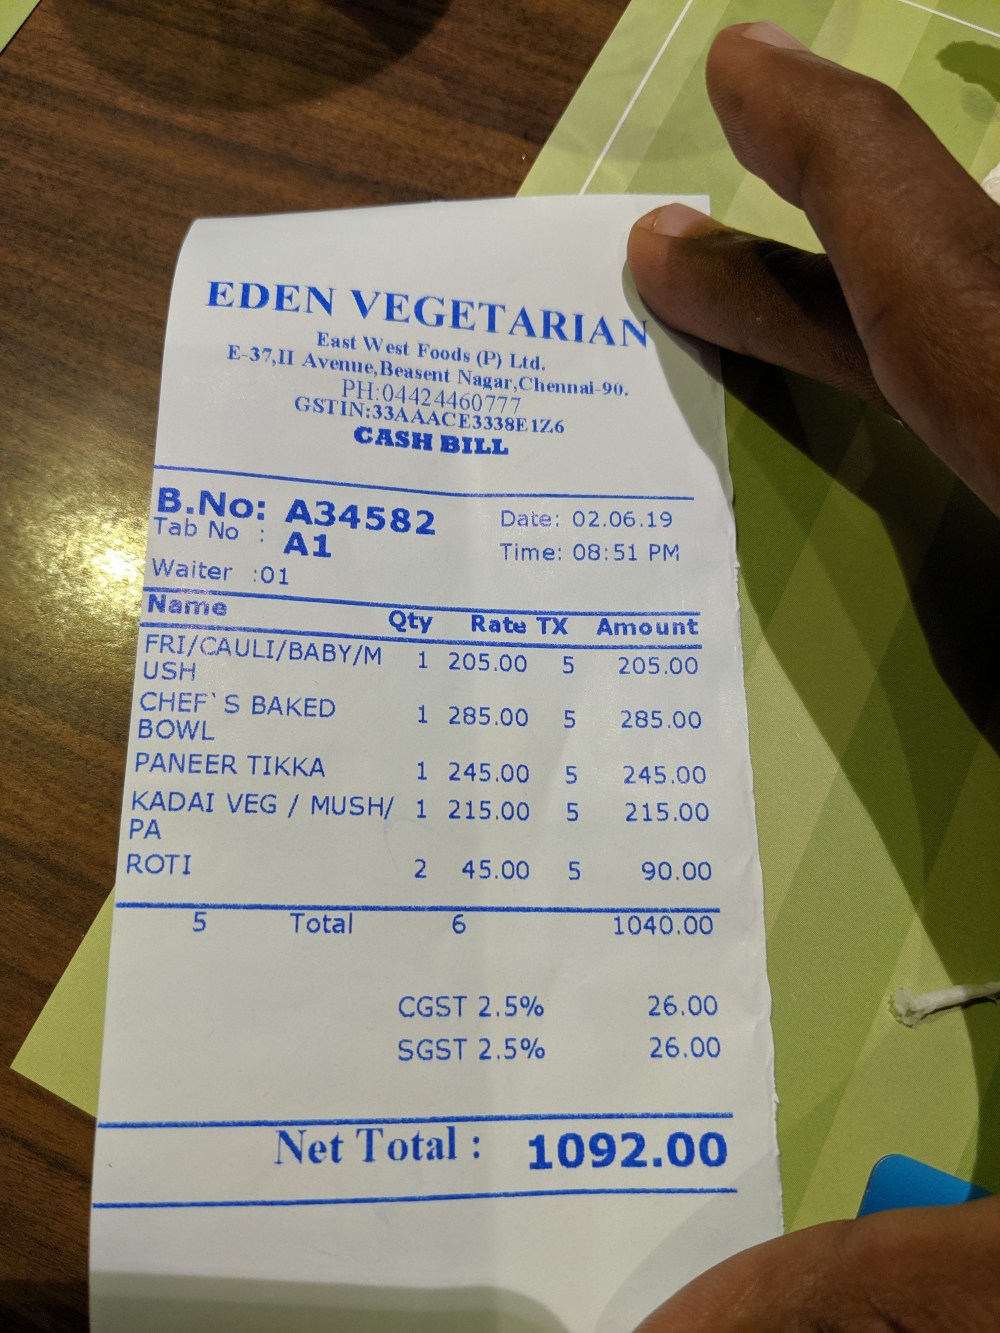 EDEN VEGETARIAN
East West Foods (P) Ltd.
E-37,II Avenue,Beasent Nagar,Chennai-90.
PH:04424460777
GSTIN:33AAACE3338E1Z6
CASH BILL
B.No: A34582 Date: 02.06.19
Tab No : A1 Time: 08:51 PM
Waiter :01
Name Qty Rate TX Amount
FRI/CAULI/BABY/M 1 205.00 5 205.00
USH
CHEF`S BAKED 1 285.00 5 285.00
BOWL
PANEER TIKKA 1 245.00 5 245.00
KADAI VEG / MUSH/ 1 215.00 5 215.00
PA
ROTI 2 45.00 5 90.00
5 Total 6 1040.00
CGST 2.5% 26.00
SGST 2.5% 26.00
Net Total : 1092.00